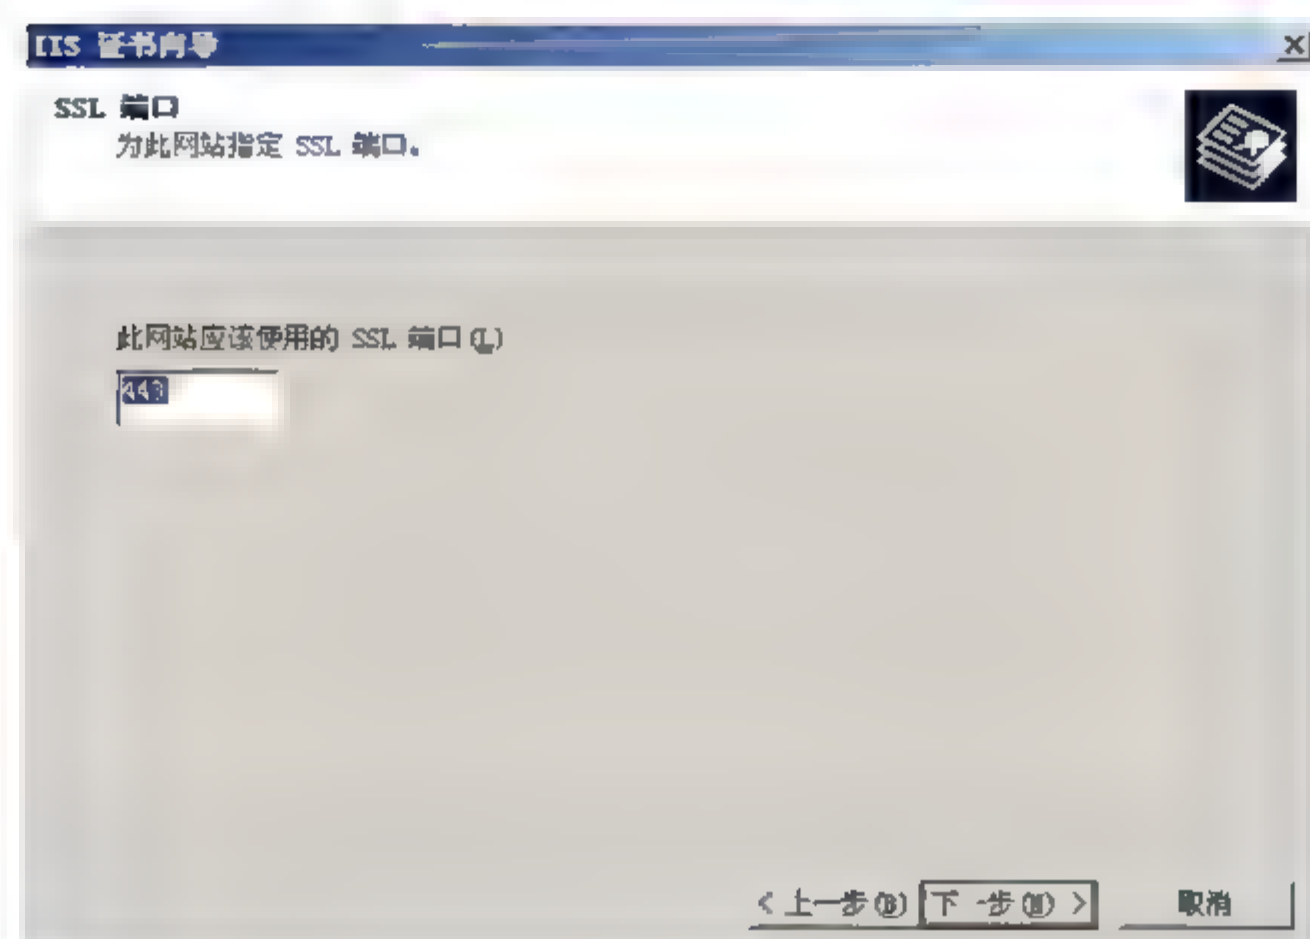 IIS 证书向导
SSL 端口
为此网站指定 SSL 端口。
此网站应该使用的 SSL 端口(L)
443
< 上一步(B) 下一步(N) > 取消